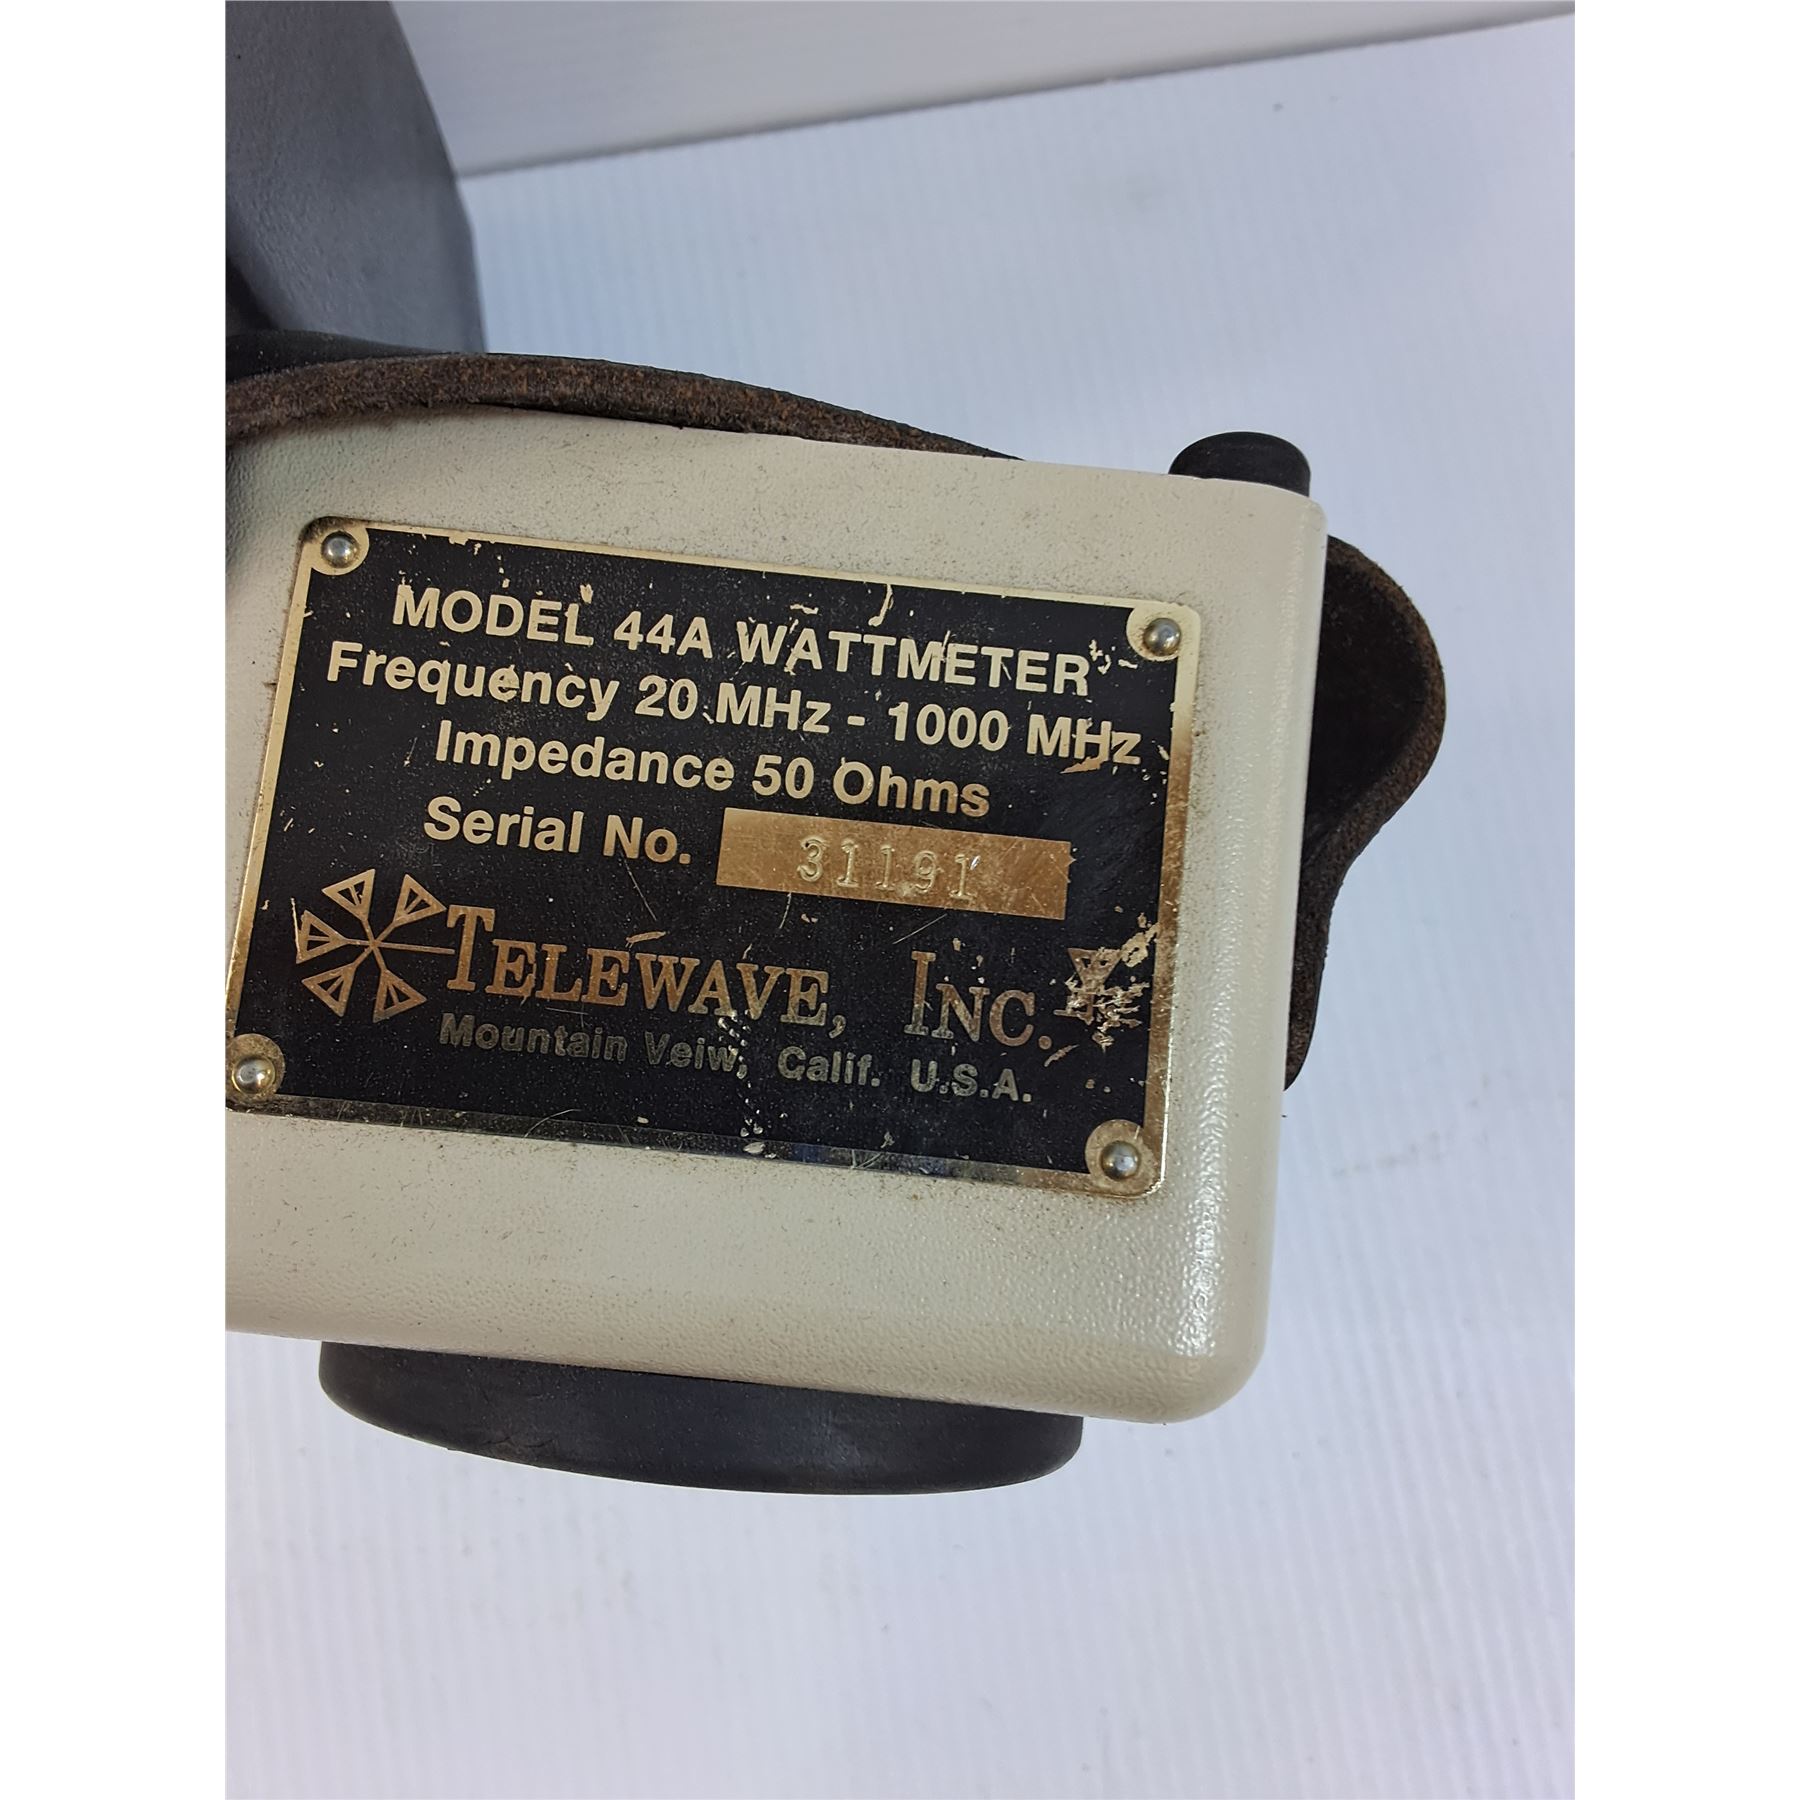 MODEL 44A WATTMETER
Frequency 20 MHz - 1000 MHz
Impedance 50 Ohms
Serial No. 31191
TELEWAVE, INC.
Mountain Veiw, Calif. U.S.A.